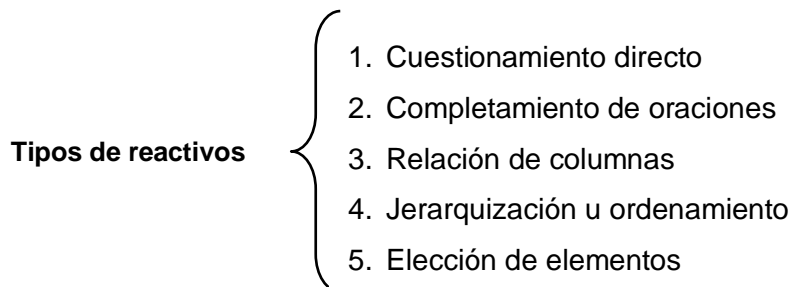 1. Cuestionamiento directo
2. Completamiento de oraciones
Tipos de reactivos
3. Relación de columnas
4. Jerarquización u ordenamiento
5. Elección de elementos